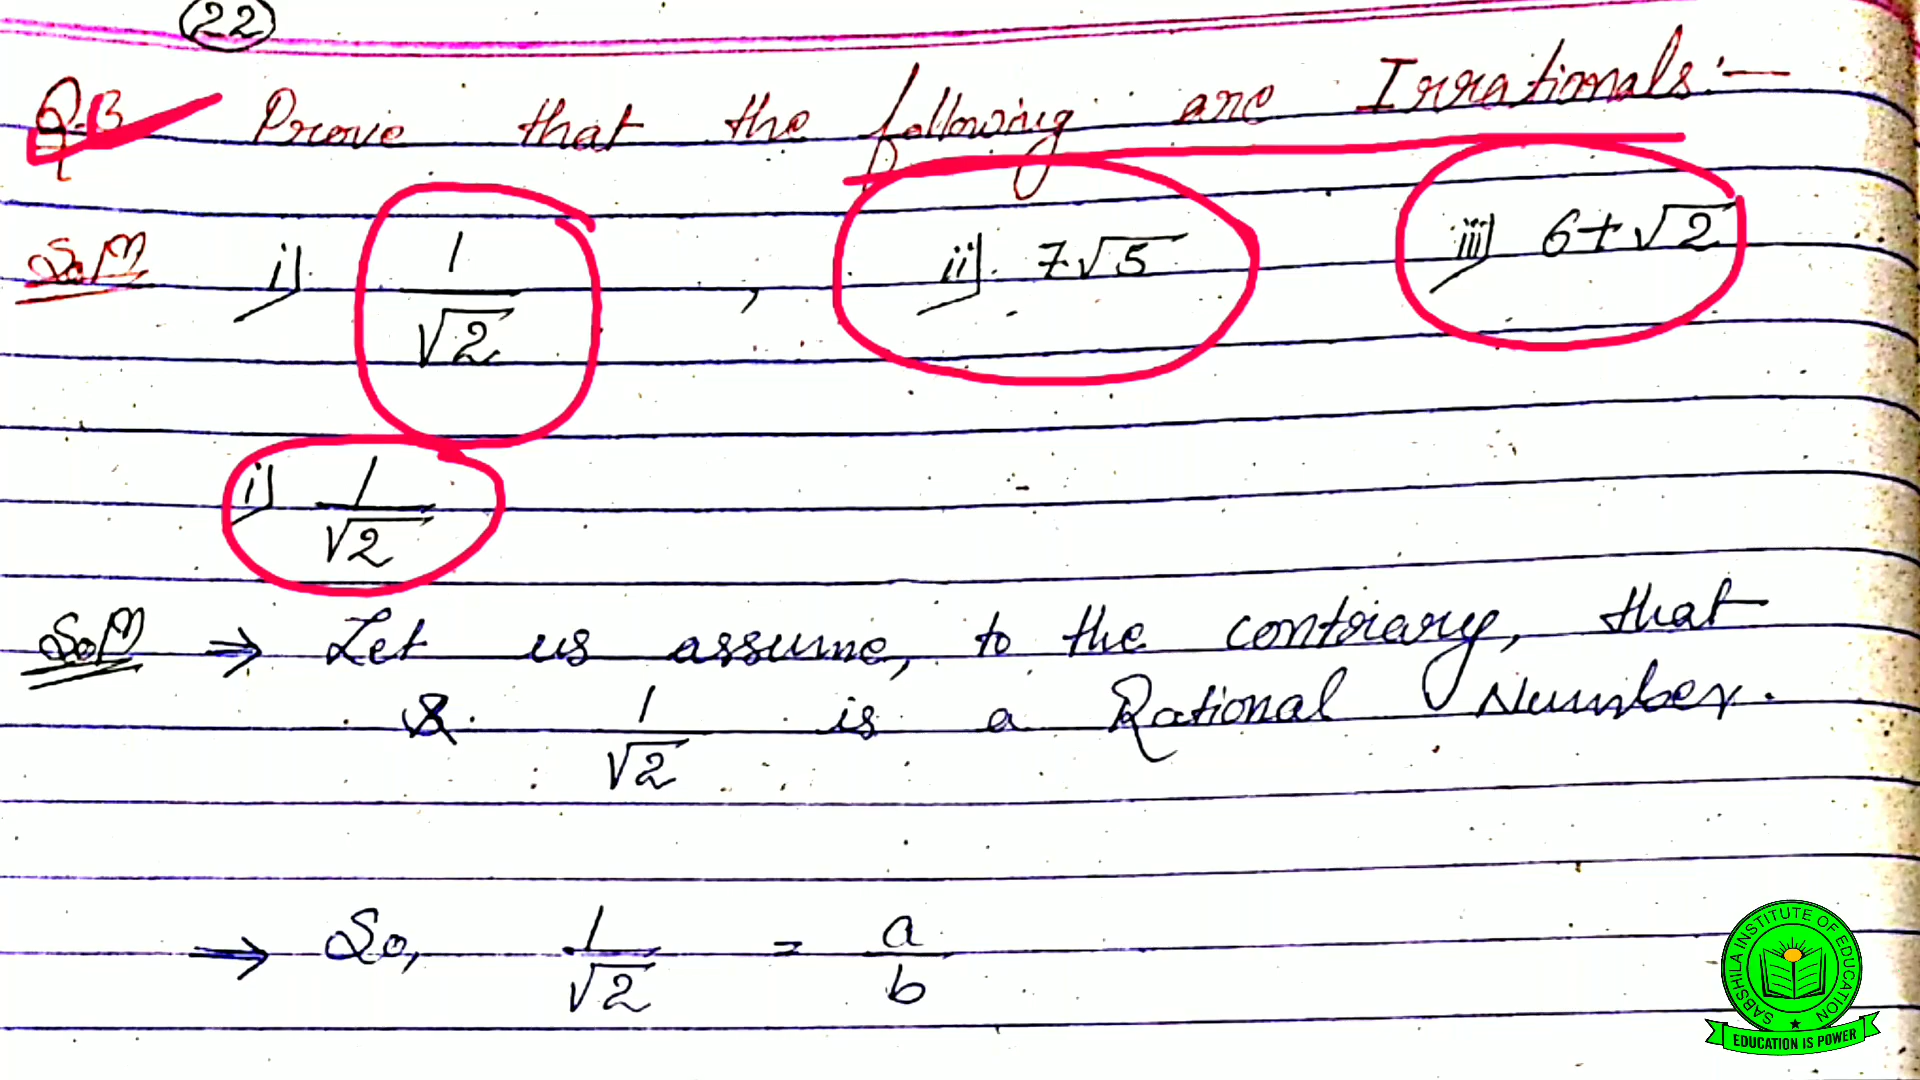 22
Q.3 Prove that the following are Irrationals:—
Soln i) 1/√2 , ii) 7√5 iii) 6+√2
i) 1/√2
Soln ⇒ Let us assume, to the contrary, that
1/√2 is a Rational Number.
⇒ So, 1/√2 = a/b
SABSHILA INSTITUTE OF EDUCATION
EDUCATION IS POWER